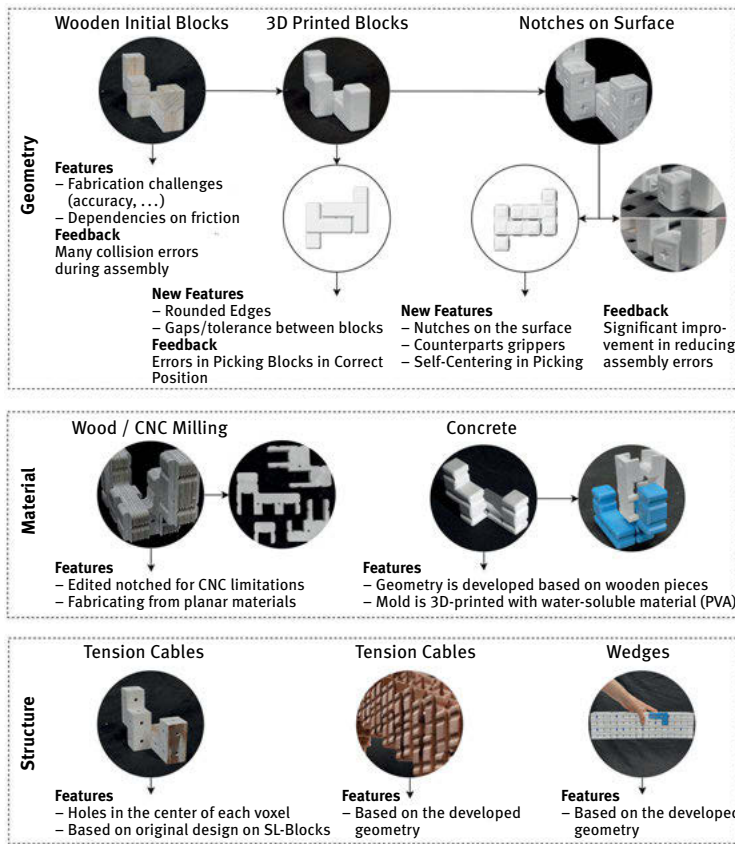 Wooden Initial Blocks
3D Printed Blocks
Notches on Surface
Geometry
Features
– Fabrication challenges
(accuracy, ...)
– Dependencies on friction
Feedback
Many collision errors
during assembly
New Features
– Rounded Edges
– Gaps/tolerance between blocks
Feedback
Errors in Picking Blocks in Correct
Position
New Features
– Nutches on the surface
– Counterparts grippers
– Self-Centering in Picking
Feedback
Significant impro-
vement in reducing
assembly errors
Wood / CNC Milling
Concrete
Material
Features
– Edited notched for CNC limitations
– Fabricating from planar materials
Features
– Geometry is developed based on wooden pieces
– Mold is 3D-printed with water-soluble material (PVA)
Tension Cables
Tension Cables
Wedges
Structure
Features
– Holes in the center of each voxel
– Based on original design on SL-Blocks
Features
– Based on the developed
geometry
Features
– Based on the developed
geometry